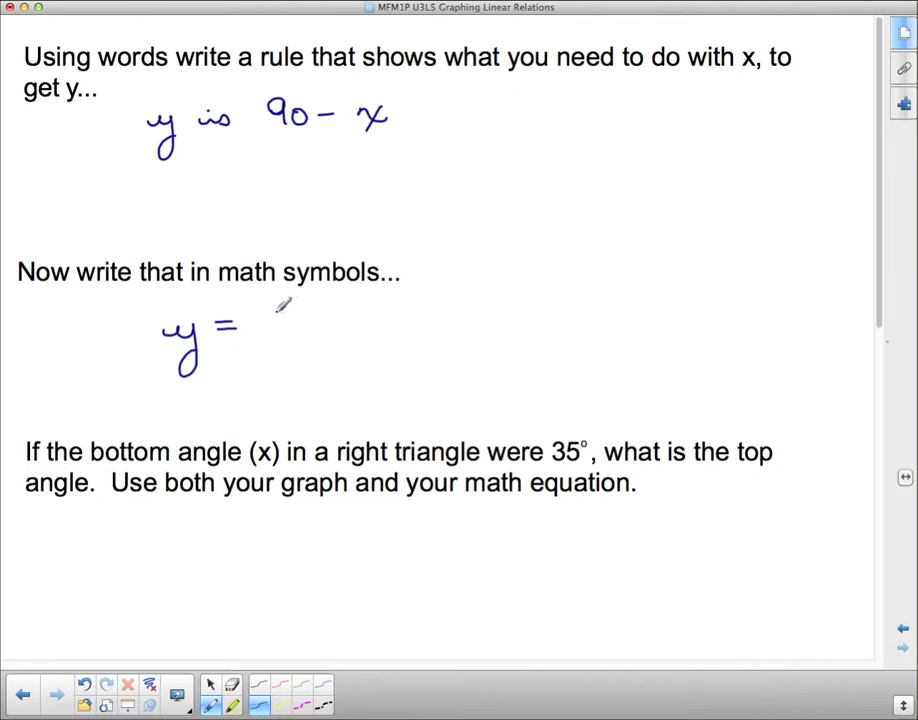 MFM1P U3LS Graphing Linear Relations
Using words write a rule that shows what you need to do with x, to
get y...
y is 90 - x
Now write that in math symbols...
y =
If the bottom angle (x) in a right triangle were 35°, what is the top
angle. Use both your graph and your math equation.